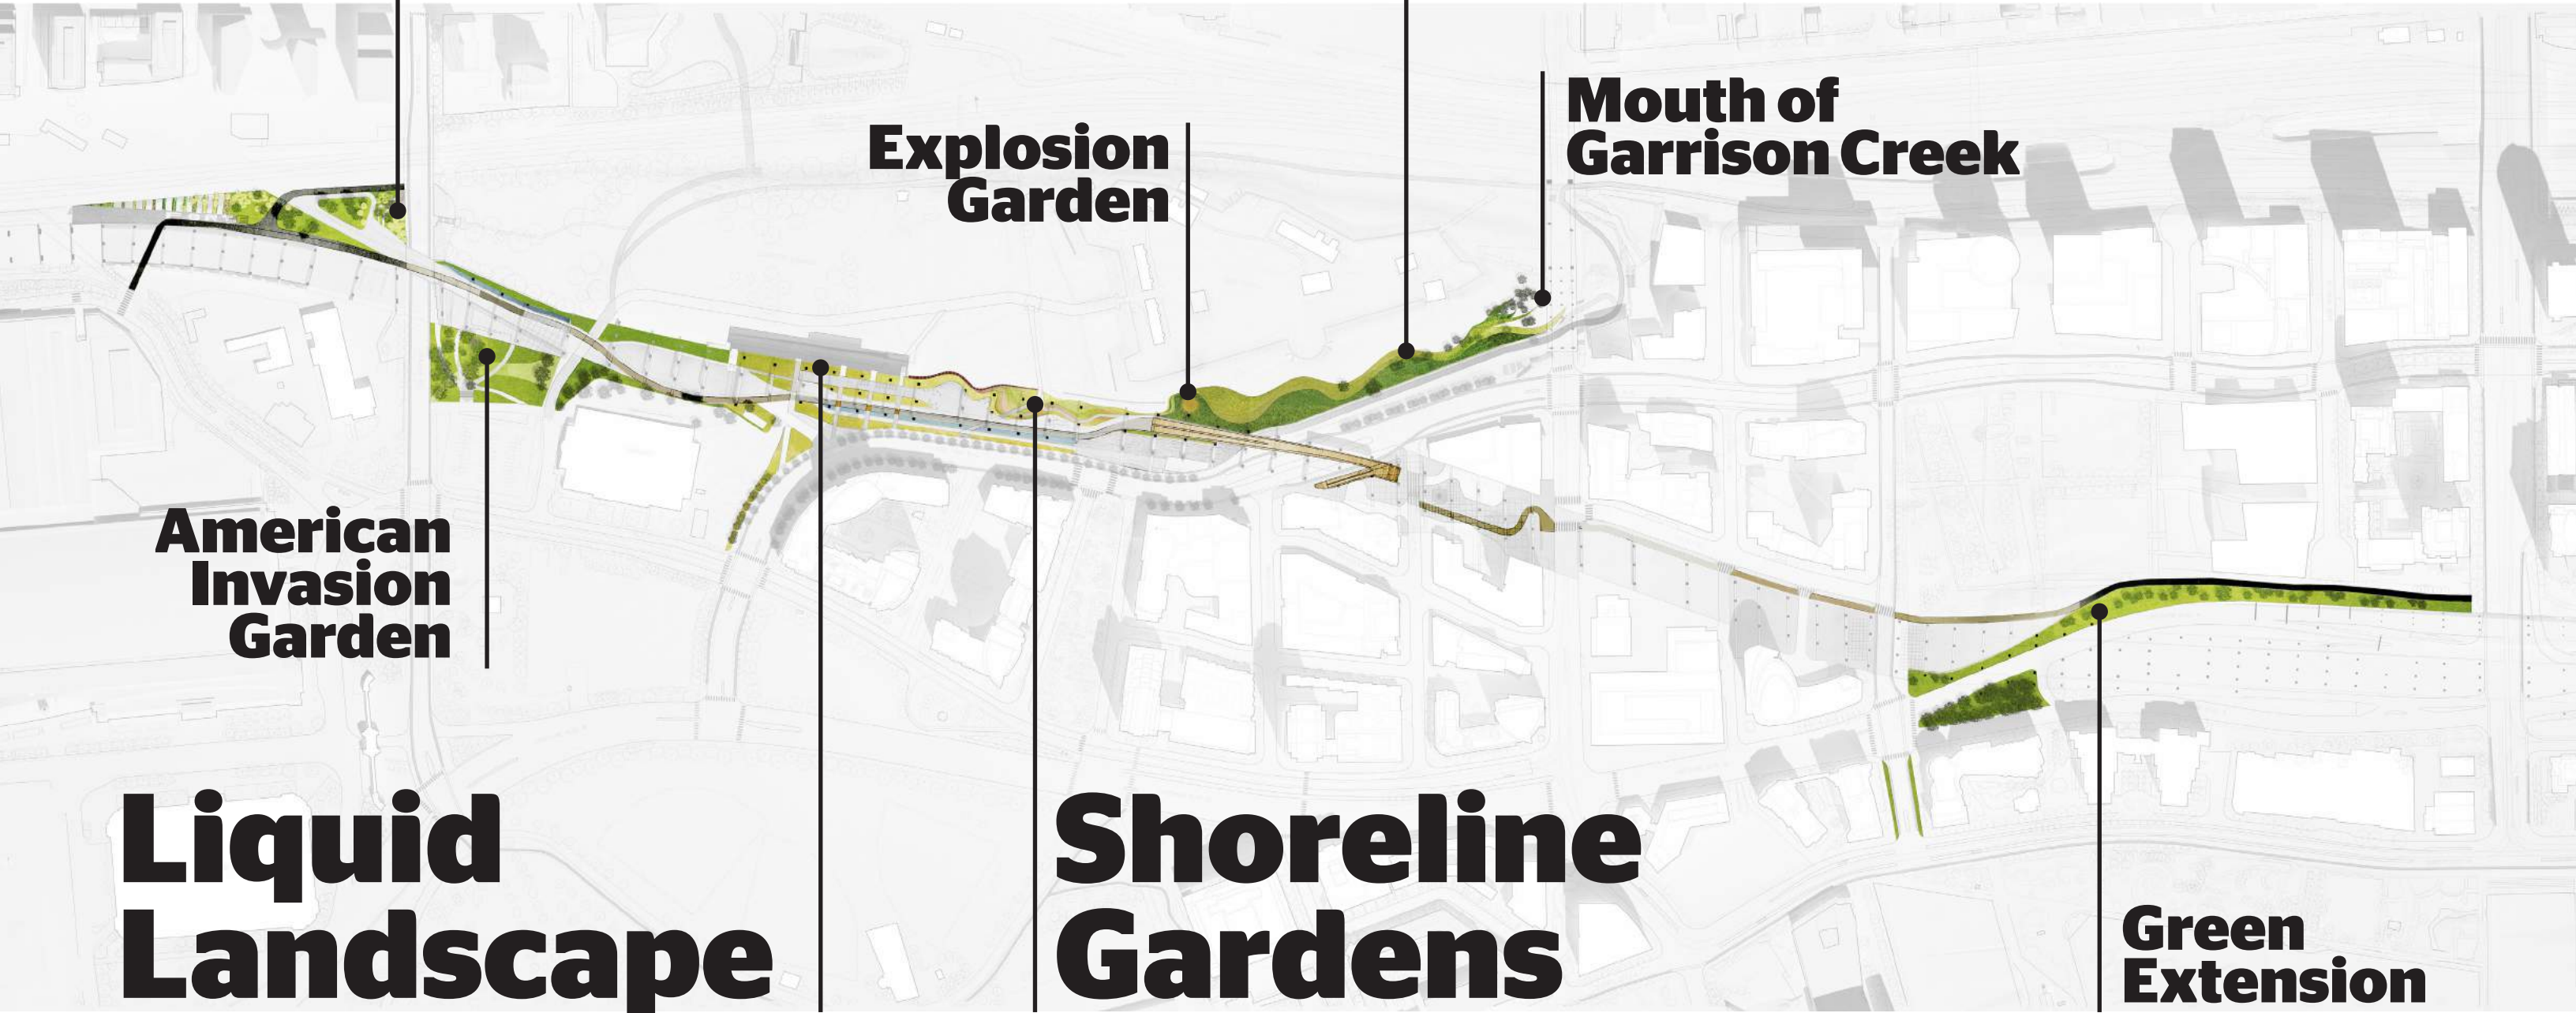 Mouth of
Garrison Creek
Explosion
Garden
American
Invasion
Garden
Liquid
Landscape
Shoreline
Gardens
Green
Extension